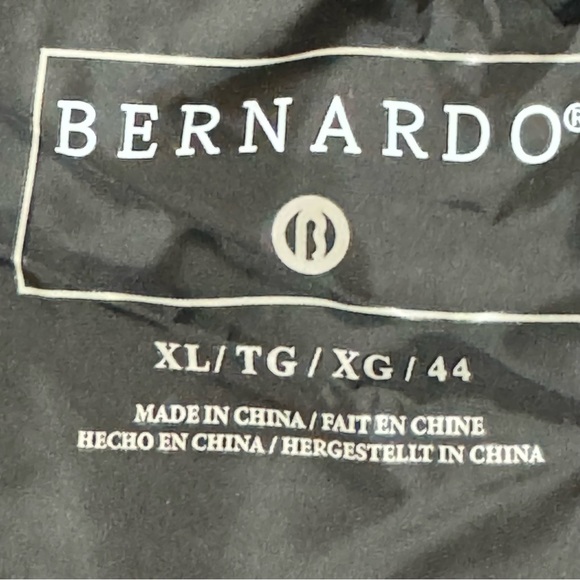 BERNARDO®
B
XL/TG/XG/44
MADE IN CHINA/FAIT EN CHINE
HECHO EN CHINA/HERGESTELLT IN CHINA